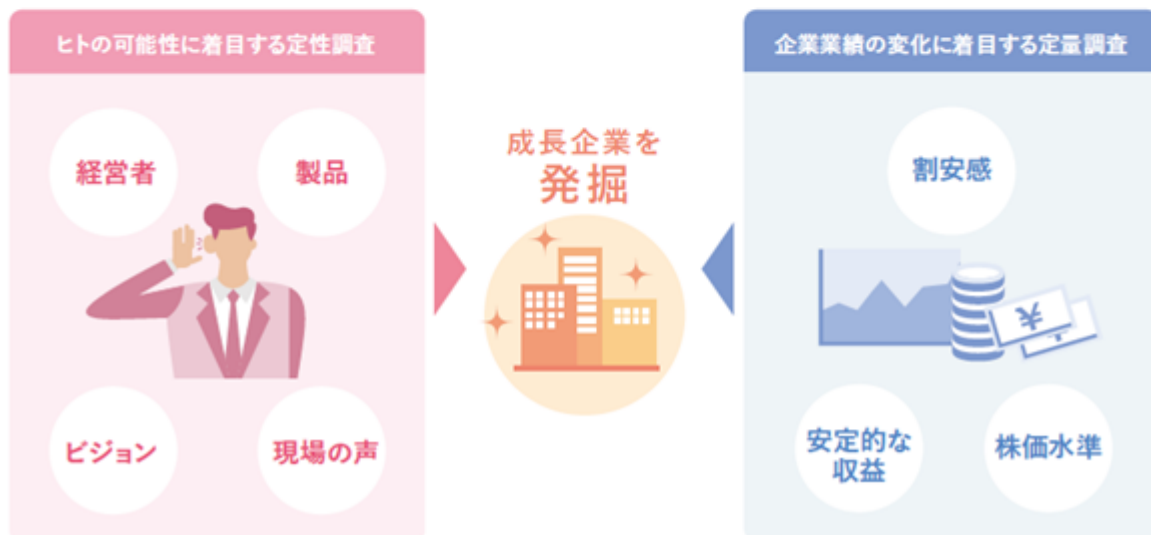 ヒトの可能性に着目する定性調査
経営者
製品
ビジョン
現場の声
成長企業を
発掘
企業業績の変化に着目する定量調査
割安感
¥
安定的な
収益
株価水準